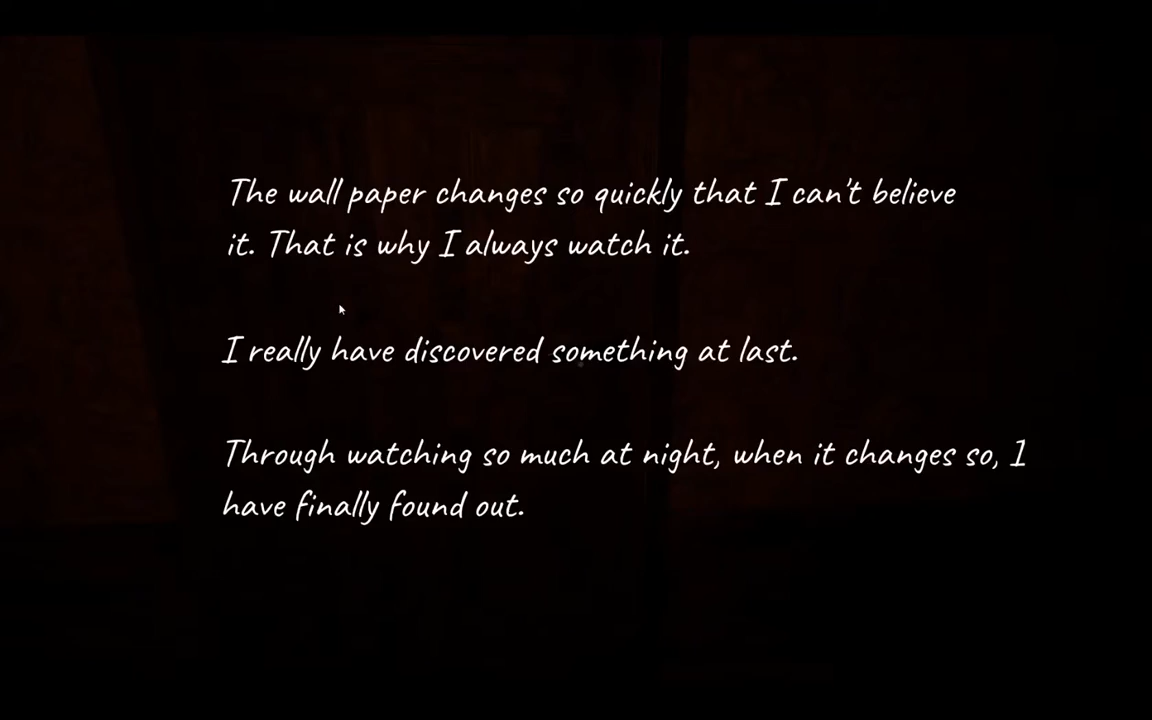 The wall paper changes so quickly that I can't believe
it. That is why I always watch it.
I really have discovered something at last.
Through watching so much at night, when it changes so, 1
have finally found out.